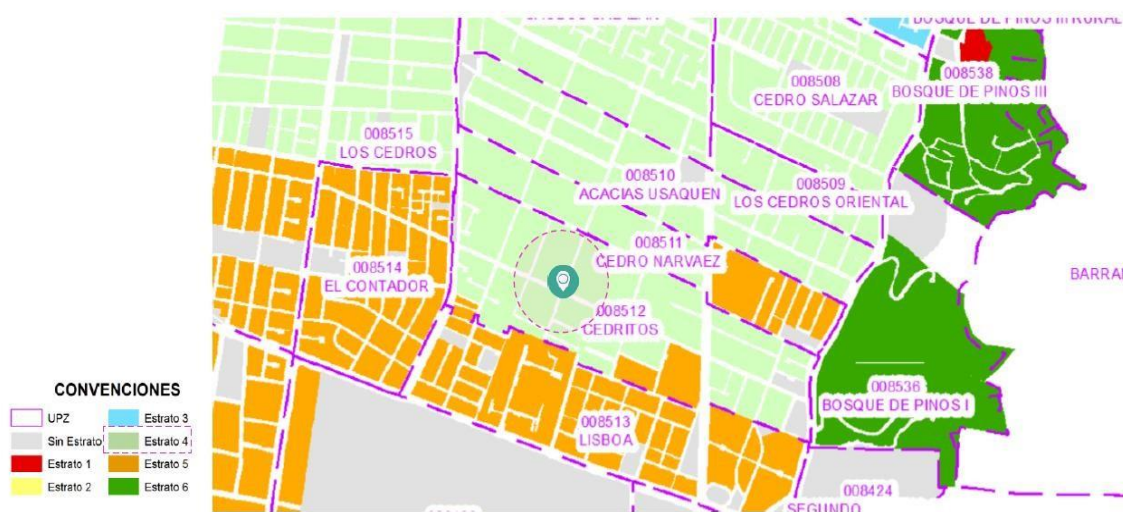 BOSQUE DE PINOS III RURAL
008538
BOSQUE DE PINOS III
008508
CEDRO SALAZAR
008515
LOS CEDROS
008510
ACACIAS USAQUEN
008509
LOS CEDROS ORIENTAL
008511
CEDRO NARVAEZ
008514
EL CONTADOR
BARRAN
008512
CEDRITOS
008536
BOSQUE DE PINOS I
008513
LISBOA
008424
SEGUNDO
CONVENCIONES
UPZ
Estrato 3
Sin Estrato
Estrato 4
Estrato 1
Estrato 5
Estrato 2
Estrato 6